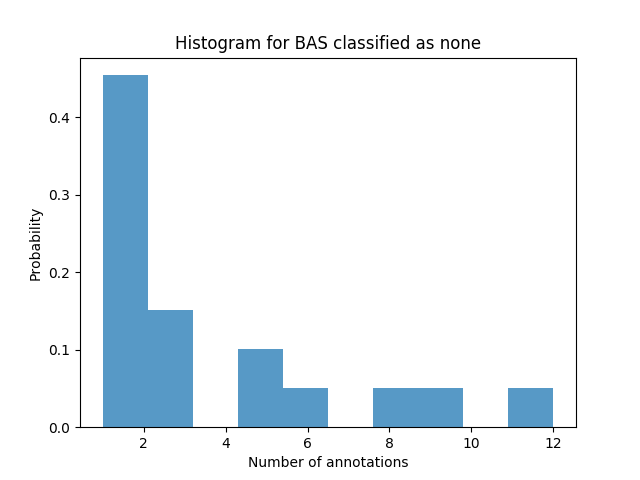 Histogram for BAS classified as none
Probability
0.4
0.3
0.2
0.1
0.0
2 4 6 8 10 12
Number of annotations